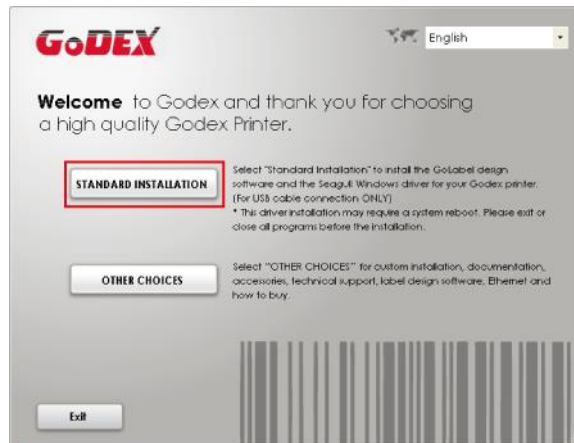 GoDEX
English
Welcome to Godex and thank you for choosing
a high quality Godex Printer.
STANDARD INSTALLATION
Select "Standard Installation" to install the GoLabel design
software and the Seagull Windows driver for your Godex printer.
(For USB cable connection ONLY)
* This driver installation may require a system reboot. Please exit or
close all programs before the installation.
OTHER CHOICES
Select "OTHER CHOICES" for custom installation, documentation,
accessories, technical support, label design software, Ethernet and
how to buy.
Exit